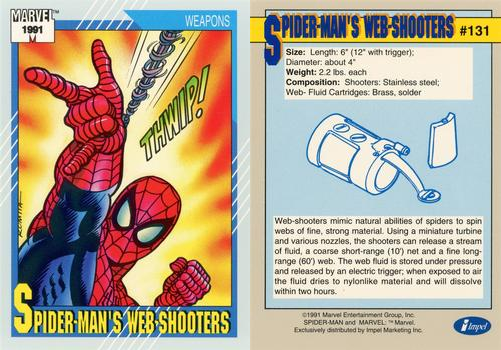 MARVEL™
1991
WEAPONS
THWIP!
ROMITA
SPIDER-MAN'S WEB-SHOOTERS
SPIDER-MAN'S WEB-SHOOTERS #131
Size: Length: 6" (12" with trigger);
Diameter: about 4"
Weight: 2.2 lbs. each
Composition: Shooters: Stainless steel;
Web- Fluid Cartridges: Brass, solder
Web-shooters mimic natural abilities of spiders to spin
webs of fine, strong material. Using a miniature turbine
and various nozzles, the shooters can release a stream
of fluid, a coarse short-range (10') net and a fine long-
range (60') web. The web fluid is stored under pressure
and released by an electric trigger; when exposed to air
the fluid dries to nylonlike material and will dissolve
within two hours.
©1991 Marvel Entertainment Group, Inc.
SPIDER-MAN and MARVEL: ™ Marvel.
Exclusively distributed by Impel Marketing Inc.
impel